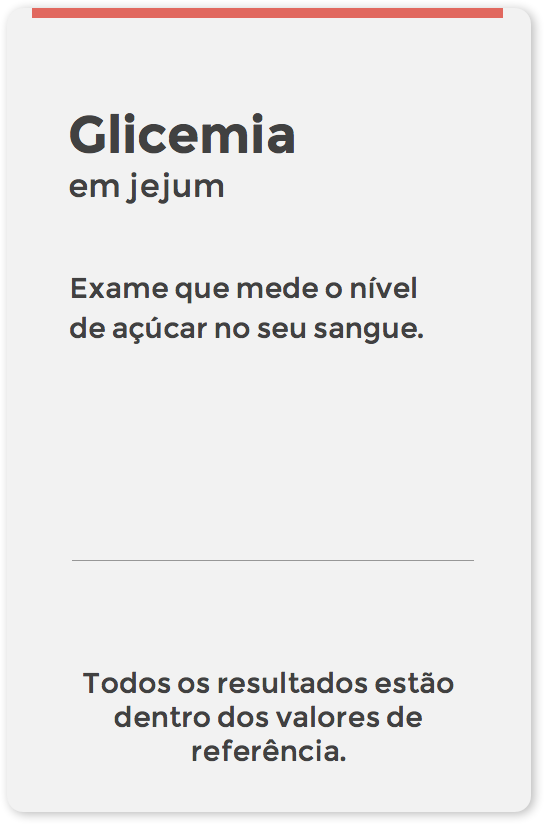 Glicemia
em jejum
Exame que mede o nível
de açúcar no seu sangue.
Todos os resultados estão
dentro dos valores de
referência.